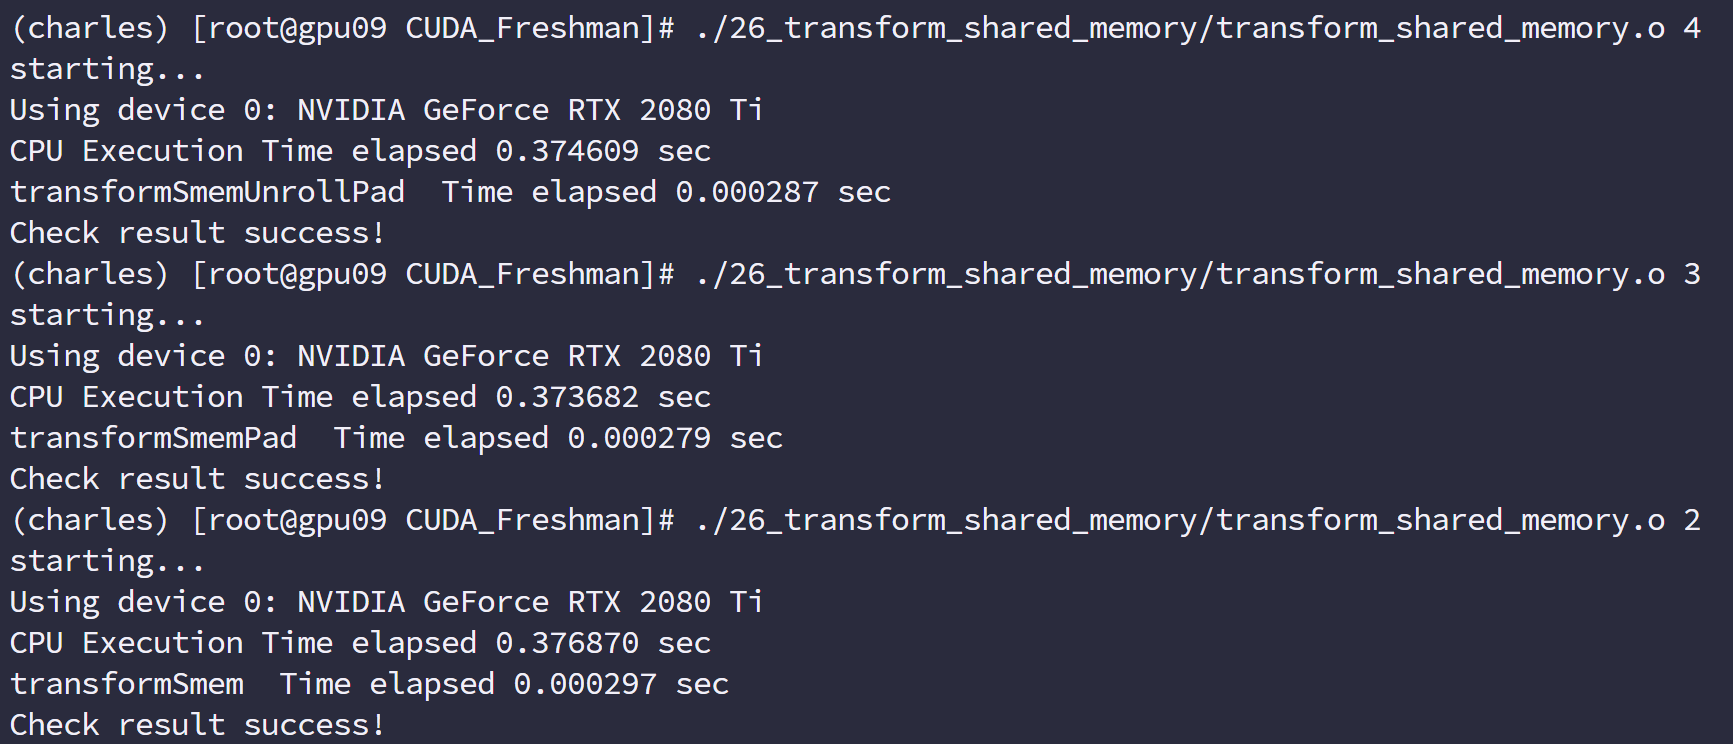 (charles) [root@gpu09 CUDA_Freshman]# ./26_transform_shared_memory/transform_shared_memory.o 4
starting...
Using device 0: NVIDIA GeForce RTX 2080 Ti
CPU Execution Time elapsed 0.374609 sec
transformSmemUnrollPad  Time elapsed 0.000287 sec
Check result success!
(charles) [root@gpu09 CUDA_Freshman]# ./26_transform_shared_memory/transform_shared_memory.o 3
starting...
Using device 0: NVIDIA GeForce RTX 2080 Ti
CPU Execution Time elapsed 0.373682 sec
transformSmemPad  Time elapsed 0.000279 sec
Check result success!
(charles) [root@gpu09 CUDA_Freshman]# ./26_transform_shared_memory/transform_shared_memory.o 2
starting...
Using device 0: NVIDIA GeForce RTX 2080 Ti
CPU Execution Time elapsed 0.376870 sec
transformSmem  Time elapsed 0.000297 sec
Check result success!